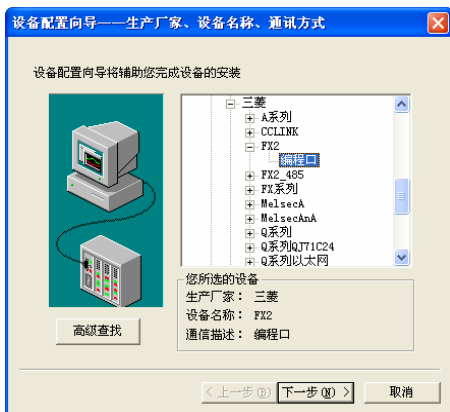 设备配置向导——生产厂家、设备名称、通讯方式
设备配置向导将辅助您完成设备的安装
三菱
A系列
CCLINK
FX2
编程口
FX2_485
FX系列
MelsecA
MelsecAnA
Q系列
Q系列QJ71C24
Q系列以太网
您所选的设备
生产厂家： 三菱
设备名称： FX2
通信描述： 编程口
高级查找
< 上一步(B) 下一步(N) > 取消